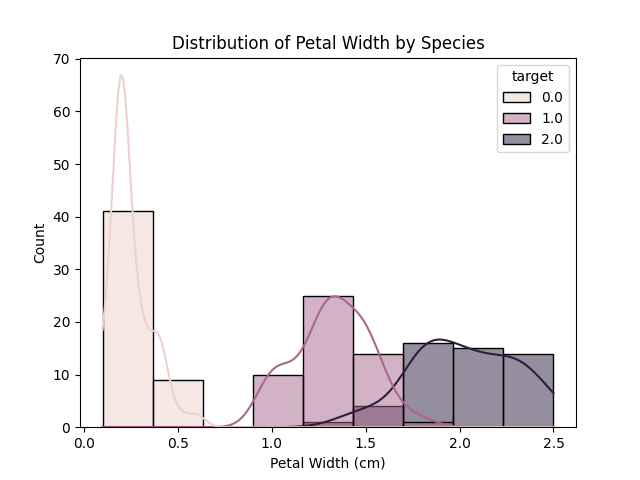 Distribution of Petal Width by Species
target
0.0
1.0
2.0
Count
70
60
50
40
30
20
10
0
0.0 0.5 1.0 1.5 2.0 2.5
Petal Width (cm)